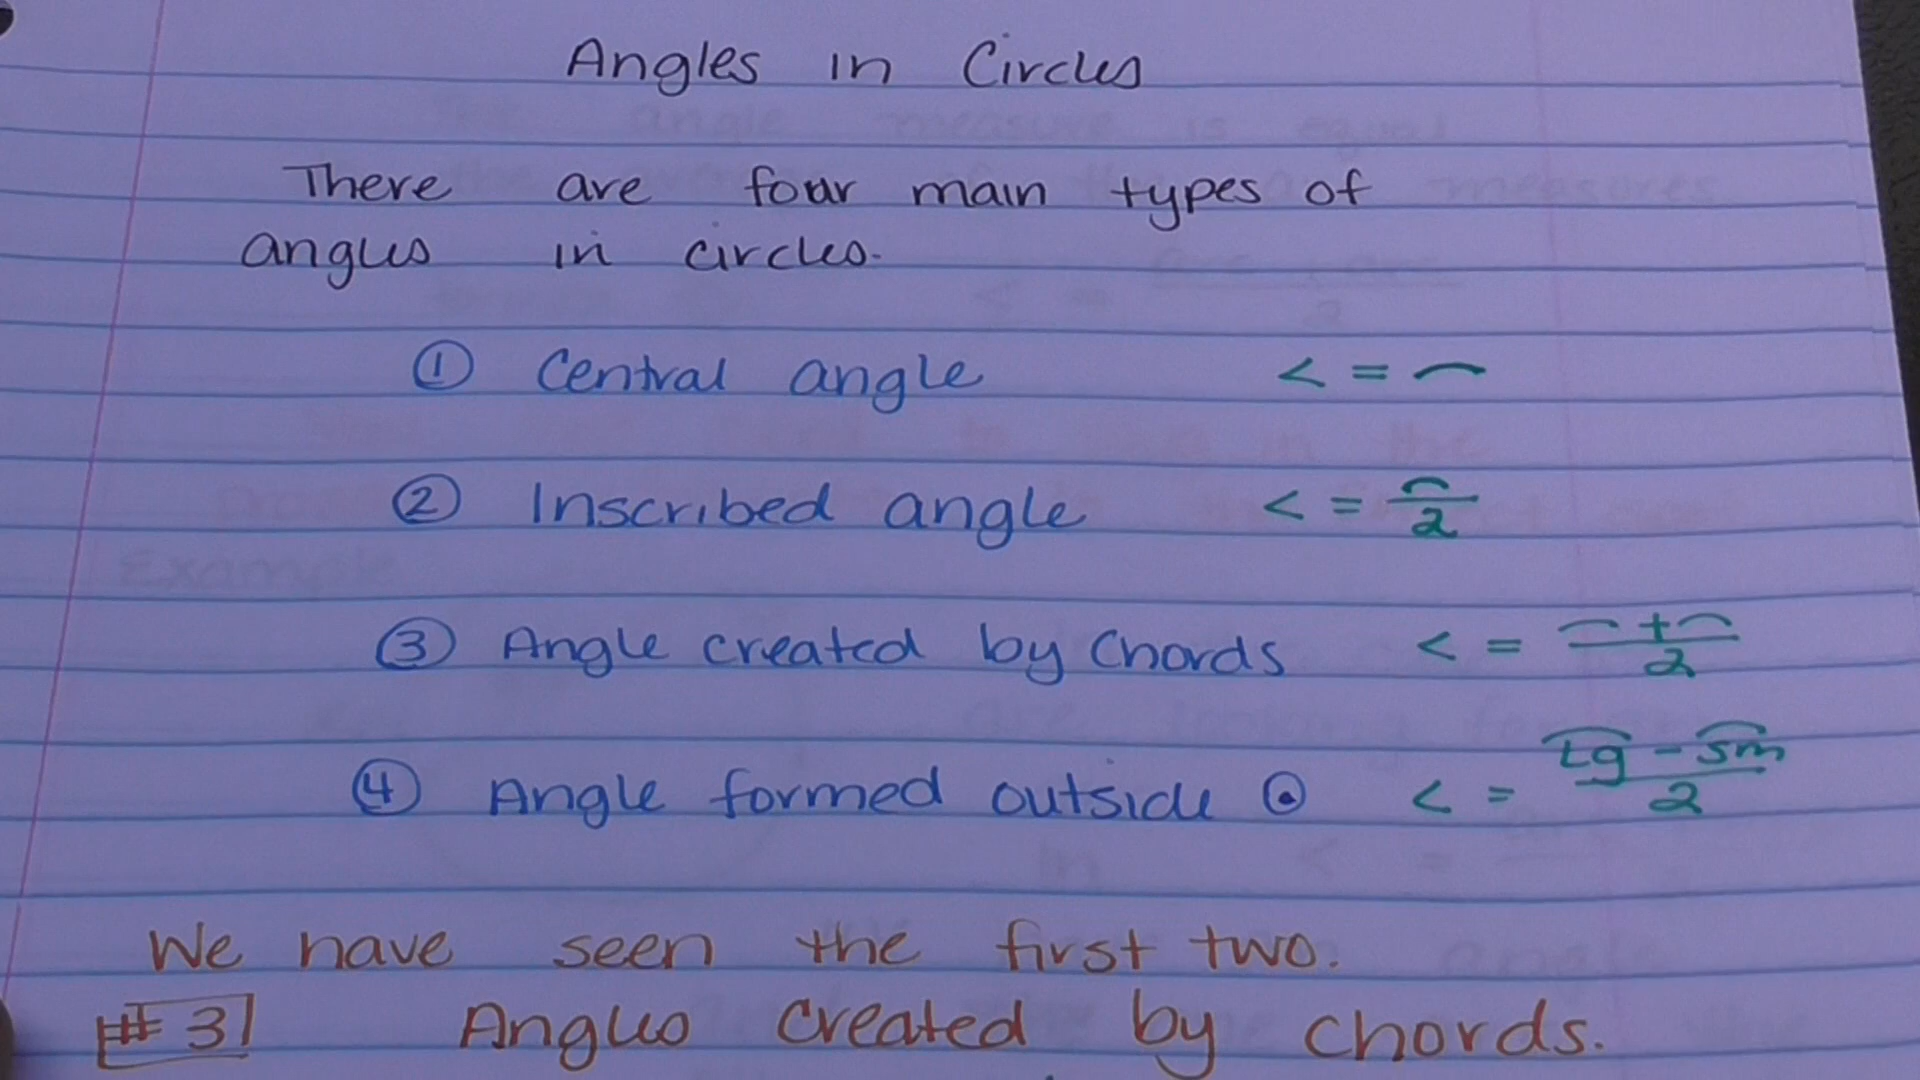 Angles in Circles
There are four main types of
angles in circles.
① Central angle < = ⌒
② Inscribed angle < = ⌒/2
③ Angle created by Chords < = ⌒+⌒/2
④ Angle formed outside ⊙ < = Lg - Sm/2
We have seen the first two.
#3 Angles created by chords.